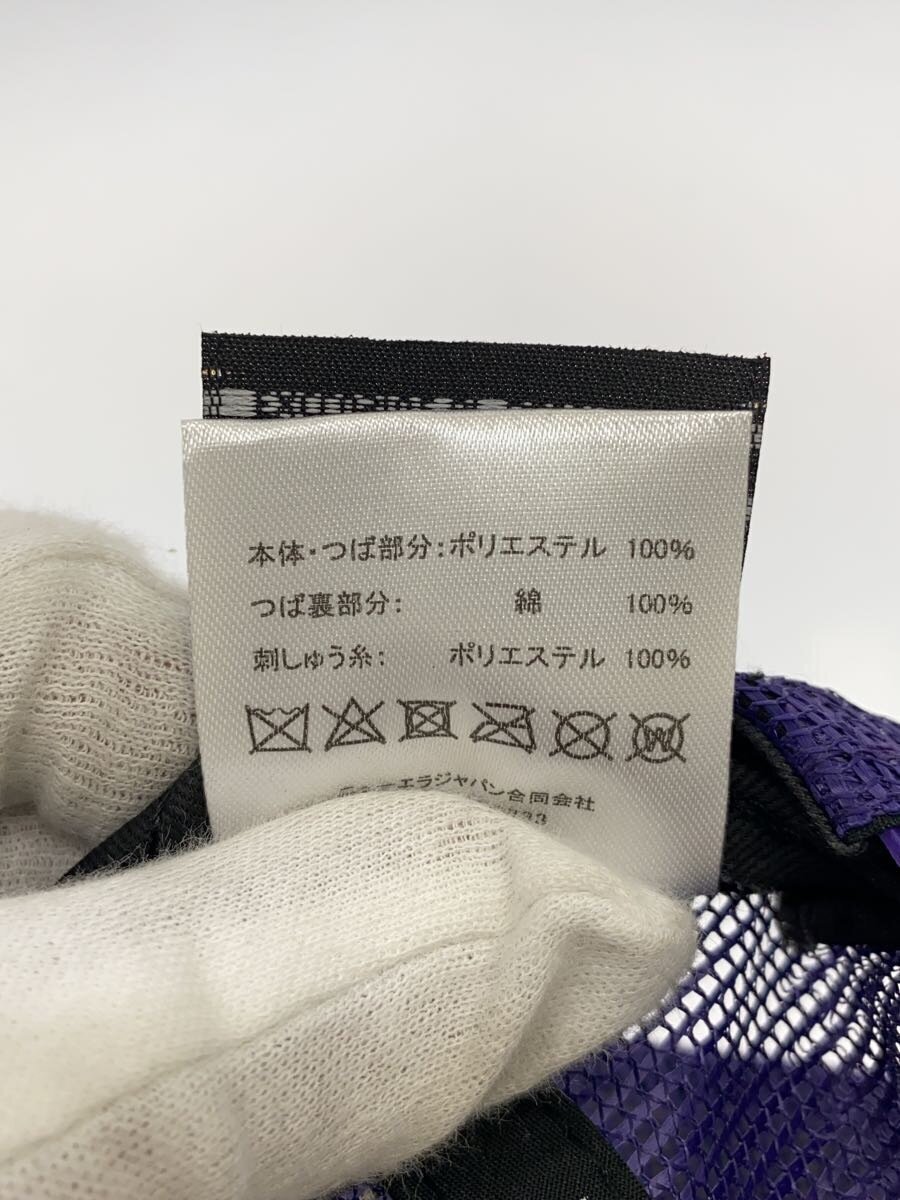 本体・つば部分:ポリエステル 100%
つば裏部分: 綿 100%
刺しゅう糸: ポリエステル 100%
エラジャパン合同会社